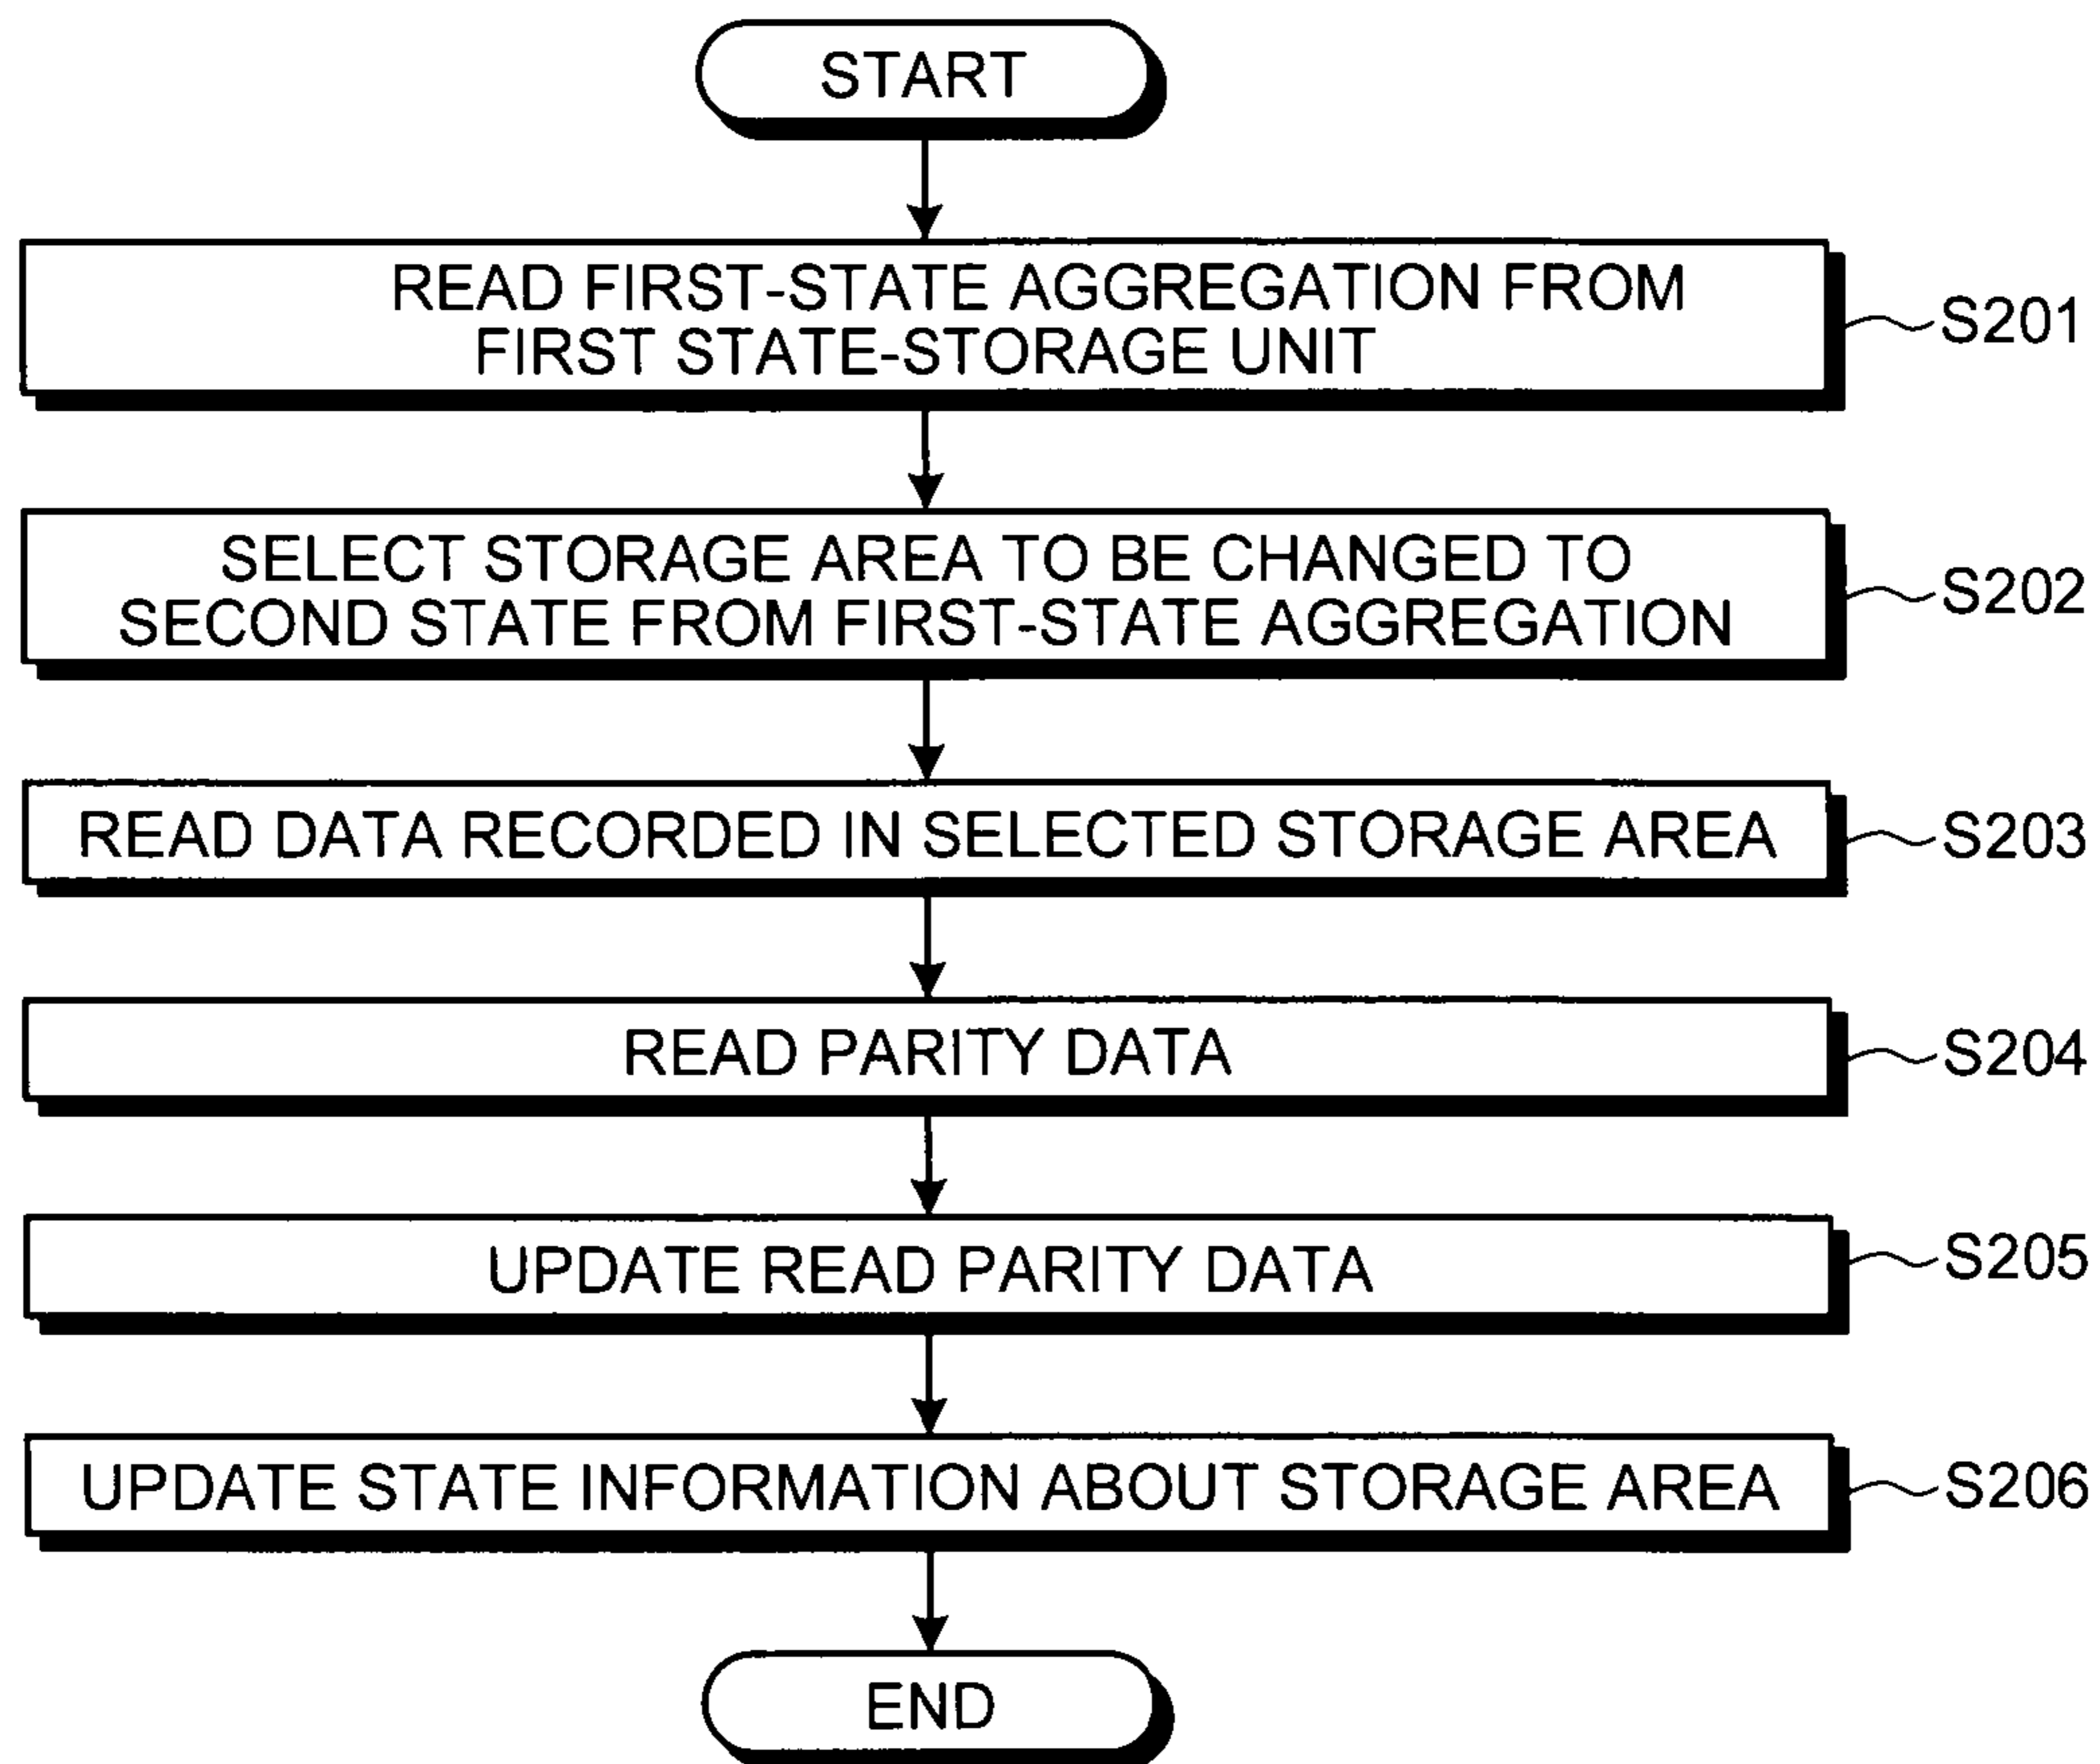 START
READ FIRST-STATE AGGREGATION FROM
FIRST STATE-STORAGE UNIT
S201
SELECT STORAGE AREA TO BE CHANGED TO
SECOND STATE FROM FIRST-STATE AGGREGATION
S202
READ DATA RECORDED IN SELECTED STORAGE AREA
S203
READ PARITY DATA
S204
UPDATE READ PARITY DATA
S205
UPDATE STATE INFORMATION ABOUT STORAGE AREA
S206
END